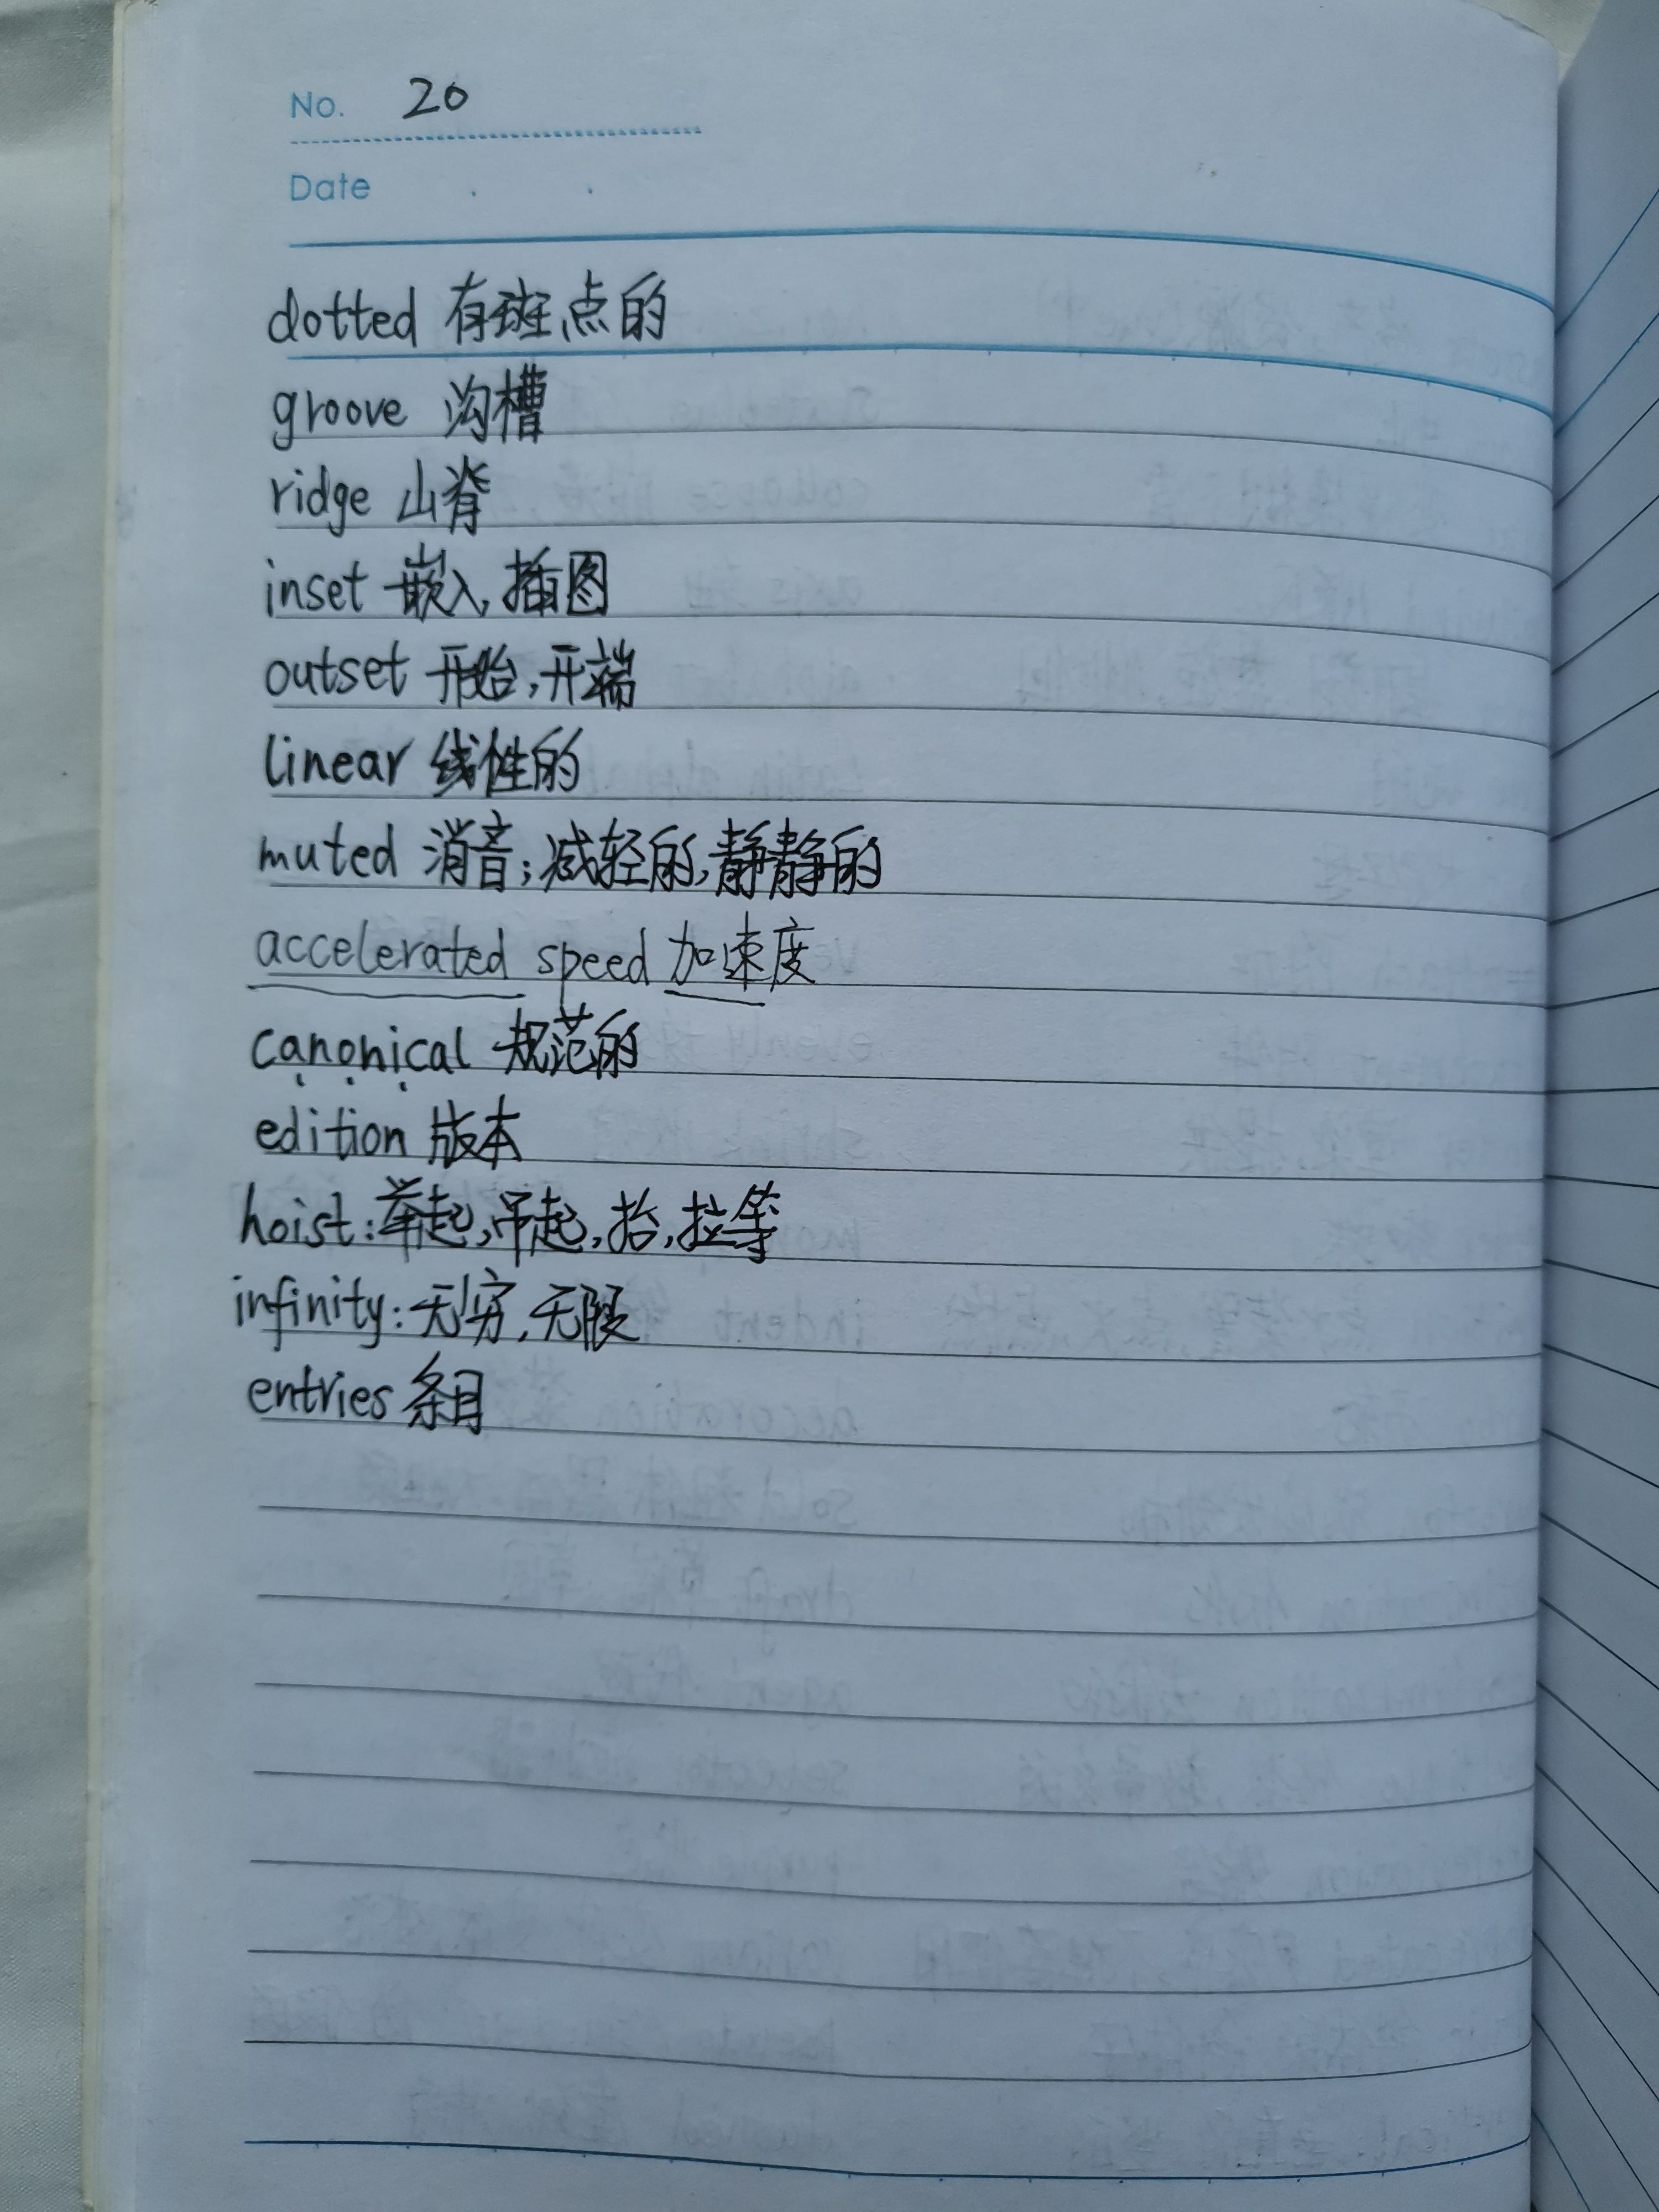 No. 20
Date
dotted 有斑点的
groove 沟槽
ridge 山脊
inset 嵌入,插图
outset 开始,开端
linear 线性的
muted 消音;减轻的,静静的
accelerated speed 加速度
canonical 规范的
edition 版本
hoist:举起,吊起,抬,拉等
infinity:无穷,无限
entries 条目